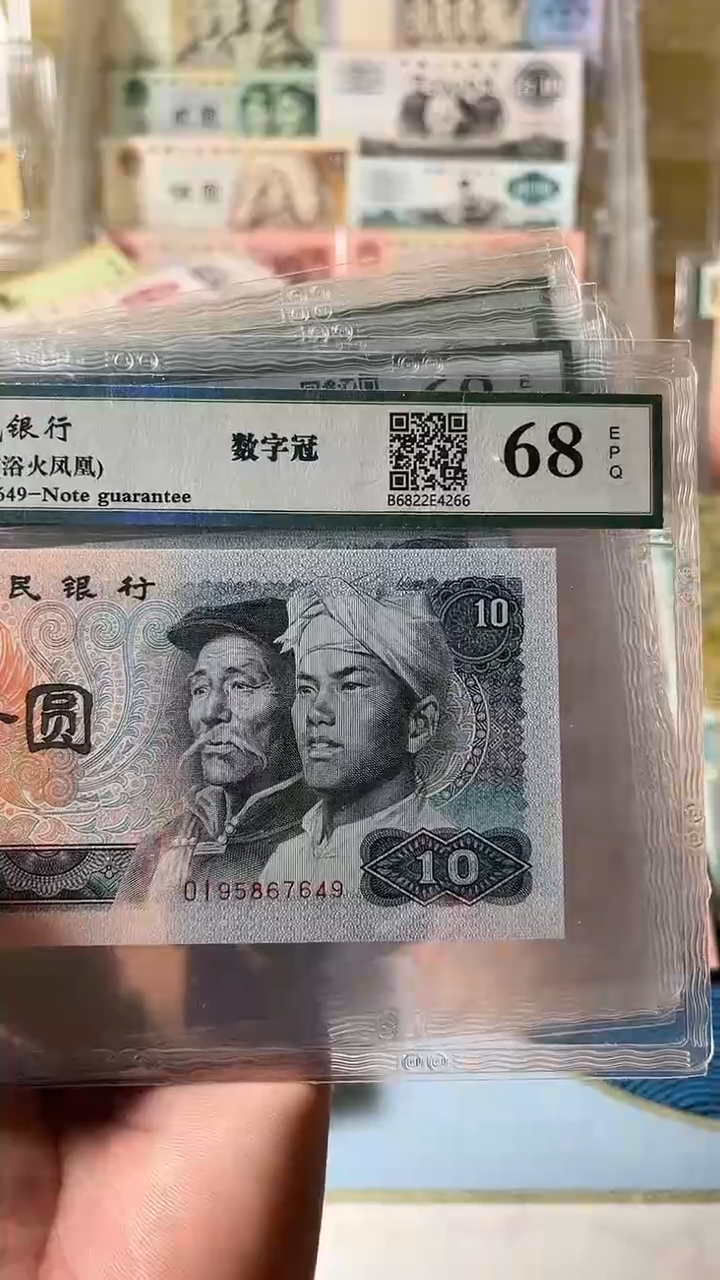 银行
数字冠
68
EPQ
浴火凤凰)
649-Note guarantee
B6822E4266
民银行
10
圆
10
OI95867649